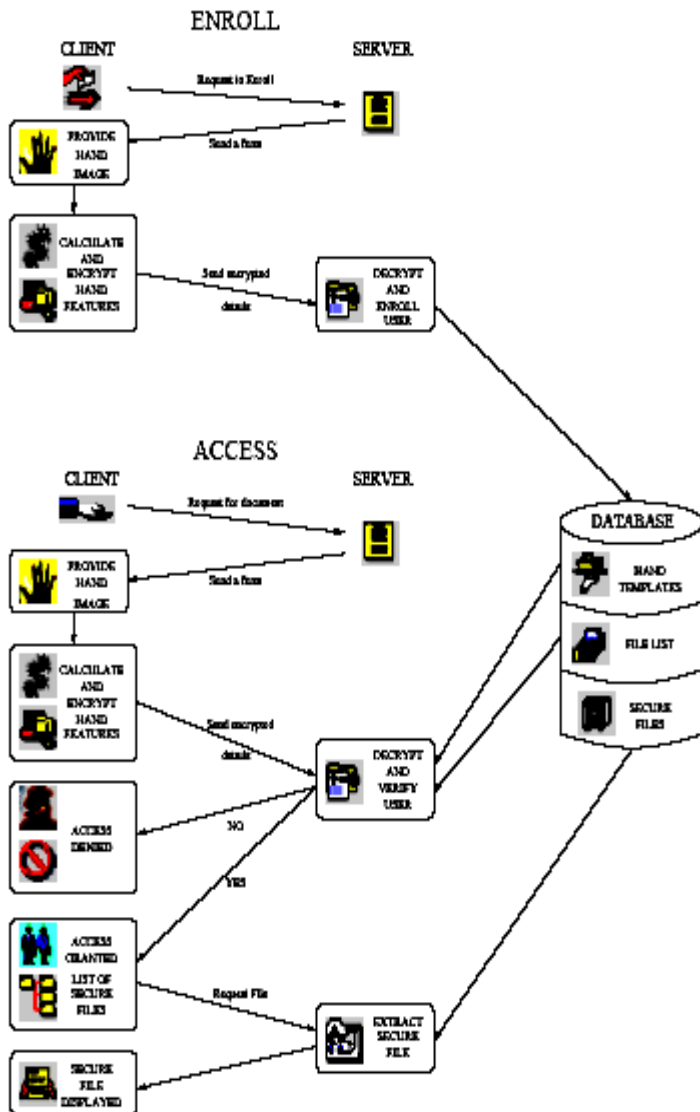 ENROLL
CLIENT
SERVER
Request to Enroll
Send a form
PROVIDE
HAND
IMAGE
CALCULATE
AND
ENCRYPT
HAND
FEATURES
Send encrypted
details
DECRYPT
AND
ENROLL
USER
ACCESS
CLIENT
SERVER
Request for document
Send a form
PROVIDE
HAND
IMAGE
DATABASE
HAND
TEMPLATES
FILE LIST
SECURE
FILES
CALCULATE
AND
ENCRYPT
HAND
FEATURES
Send encrypted
details
DECRYPT
AND
VERIFY
USER
NO
ACCESS
DENIED
YES
ACCESS
GRANTED
LIST OF
SECURE
FILES
Request File
EXTRACT
SECURE
FILE
SECURE
FILE
DISPLAYED